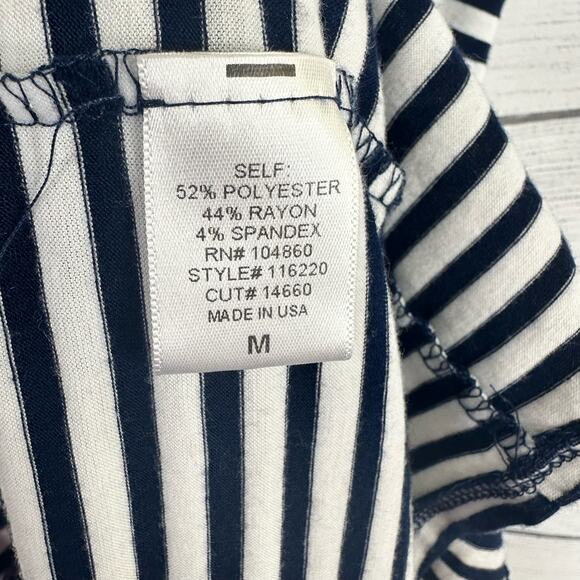 SELF:
52% POLYESTER
44% RAYON
4% SPANDEX
RN# 104860
STYLE# 116220
CUT# 14660
MADE IN USA
M